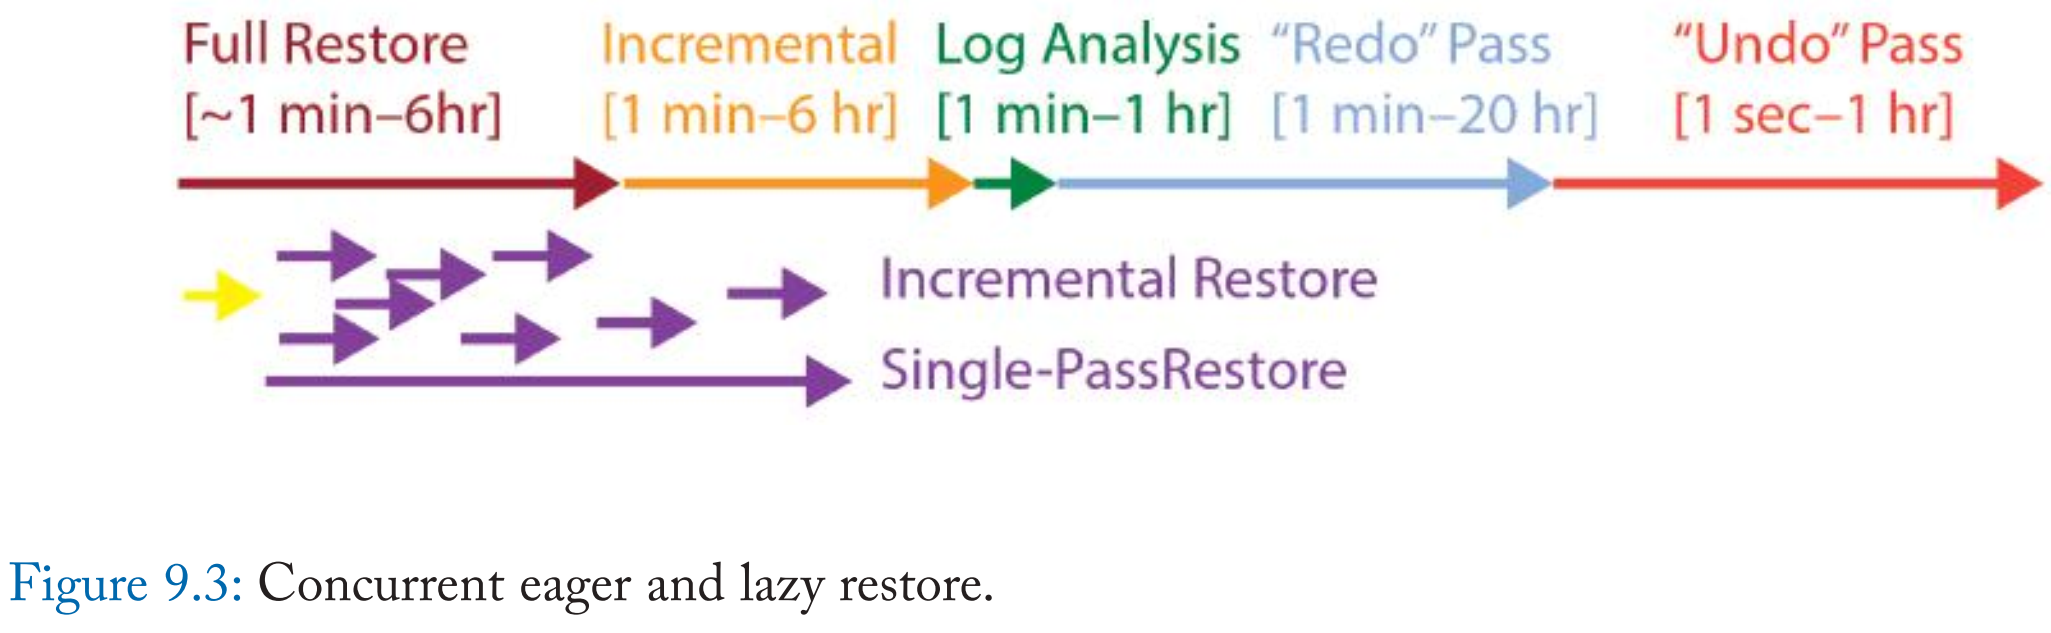 Full Restore
[~1 min–6hr]
Incremental
[1 min–6 hr]
Log Analysis
[1 min–1 hr]
“Redo” Pass
[1 min–20 hr]
“Undo” Pass
[1 sec–1 hr]
Incremental Restore
Single-PassRestore
Figure 9.3: Concurrent eager and lazy restore.